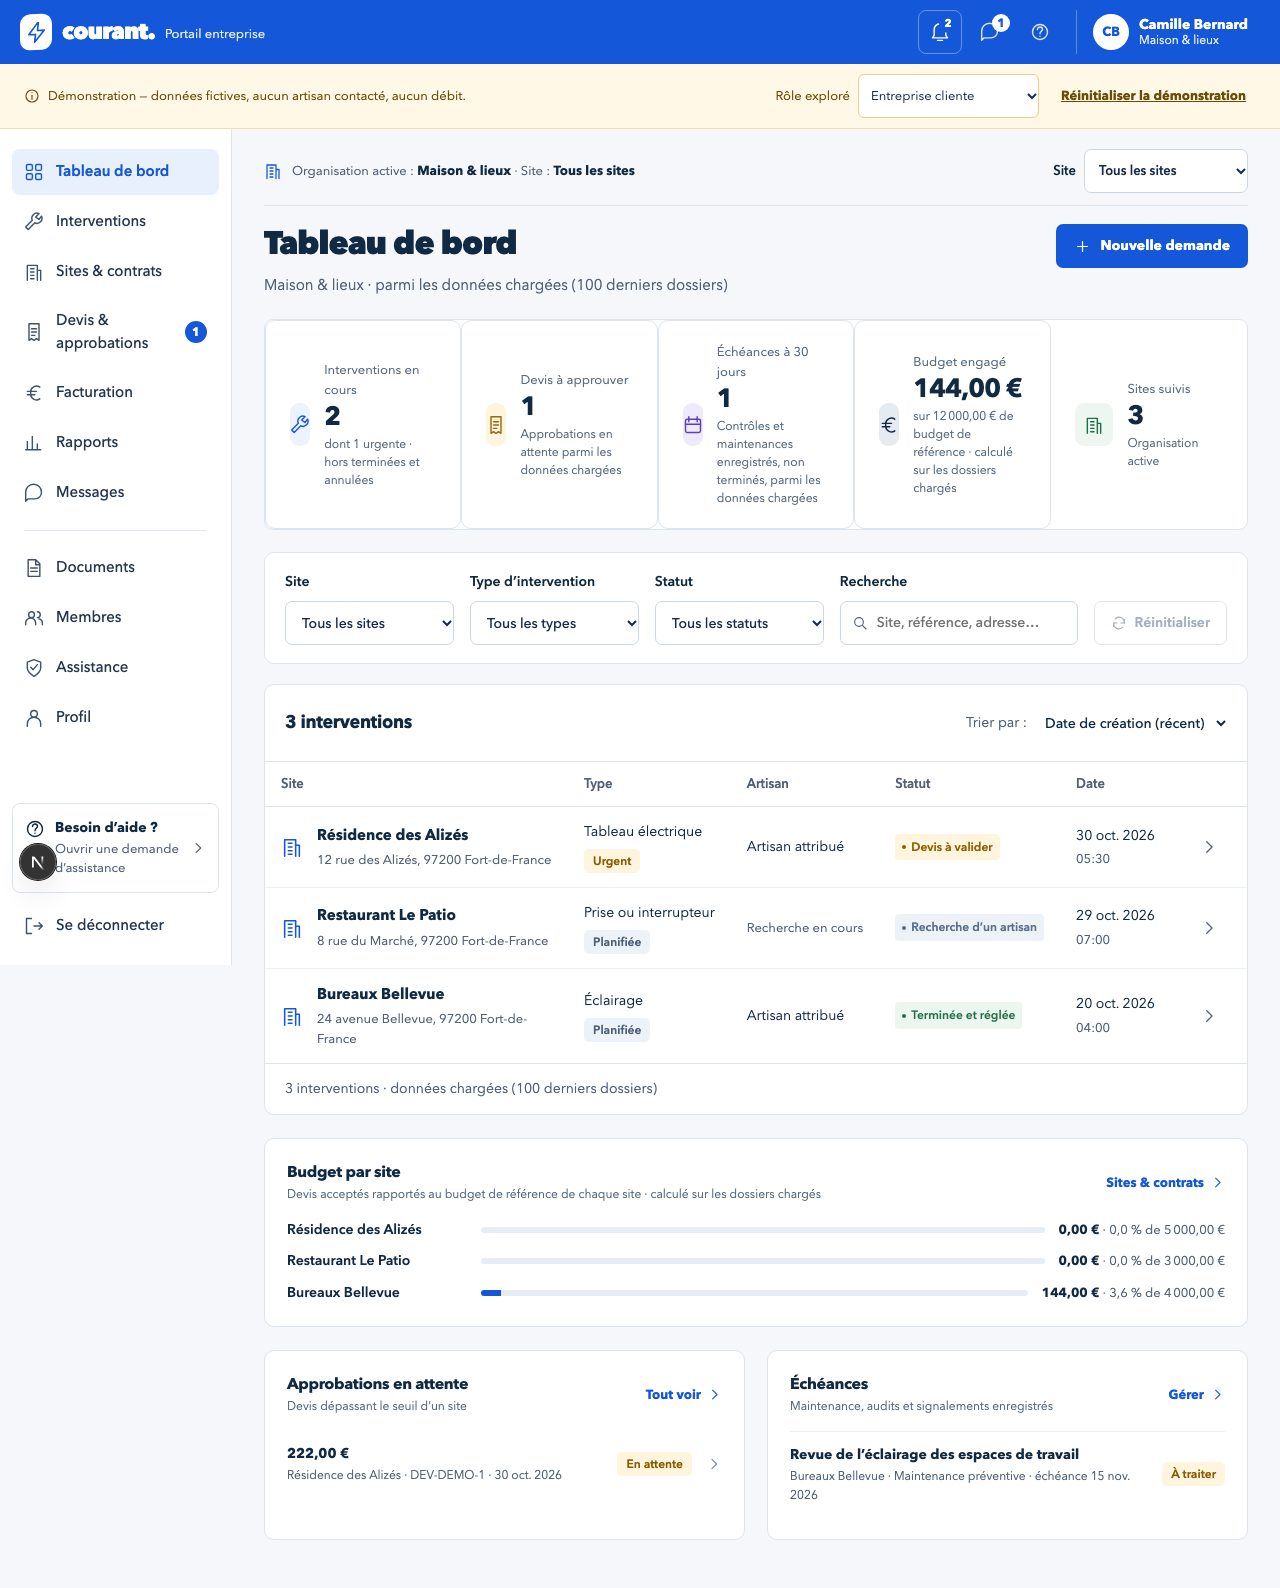 courant. Portail entreprise
2
1
CB
Camille Bernard
Maison & lieux
Démonstration – données fictives, aucun artisan contacté, aucun débit.
Rôle exploré
Entreprise cliente
Réinitialiser la démonstration
Tableau de bord
Interventions
Sites & contrats
Devis &
approbations
1
Facturation
Rapports
Messages
Documents
Membres
Assistance
Profil
Besoin d’aide ?
Ouvrir une demande
d’assistance
N
Se déconnecter
Organisation active : Maison & lieux · Site : Tous les sites
Site
Tous les sites
Tableau de bord
Nouvelle demande
Maison & lieux · parmi les données chargées (100 derniers dossiers)
Interventions en
cours
2
dont 1 urgente ·
hors terminées et
annulées
Devis à approuver
1
Approbations en
attente parmi les
données chargées
Échéances à 30
jours
1
Contrôles et
maintenances
enregistrés, non
terminés, parmi les
données chargées
Budget engagé
144,00 €
sur 12 000,00 € de
budget de
référence · calculé
sur les dossiers
chargés
Sites suivis
3
Organisation
active
Site
Tous les sites
Type d’intervention
Tous les types
Statut
Tous les statuts
Recherche
Site, référence, adresse…
Réinitialiser
3 interventions
Trier par :
Date de création (récent)
Site Type Artisan Statut Date
Résidence des Alizés
12 rue des Alizés, 97200 Fort-de-France
Tableau électrique
Urgent
Artisan attribué
Devis à valider
30 oct. 2026
05:30
Restaurant Le Patio
8 rue du Marché, 97200 Fort-de-France
Prise ou interrupteur
Planifiée
Recherche en cours
Recherche d’un artisan
29 oct. 2026
07:00
Bureaux Bellevue
24 avenue Bellevue, 97200 Fort-de-
France
Éclairage
Planifiée
Artisan attribué
Terminée et réglée
20 oct. 2026
04:00
3 interventions · données chargées (100 derniers dossiers)
Budget par site
Devis acceptés rapportés au budget de référence de chaque site · calculé sur les dossiers chargés
Sites & contrats
Résidence des Alizés
0,00 € · 0,0 % de 5 000,00 €
Restaurant Le Patio
0,00 € · 0,0 % de 3 000,00 €
Bureaux Bellevue
144,00 € · 3,6 % de 4 000,00 €
Approbations en attente
Devis dépassant le seuil d’un site
Tout voir
222,00 €
Résidence des Alizés · DEV-DEMO-1 · 30 oct. 2026
En attente
Échéances
Maintenance, audits et signalements enregistrés
Gérer
Revue de l’éclairage des espaces de travail
Bureaux Bellevue · Maintenance préventive · échéance 15 nov.
2026
À traiter